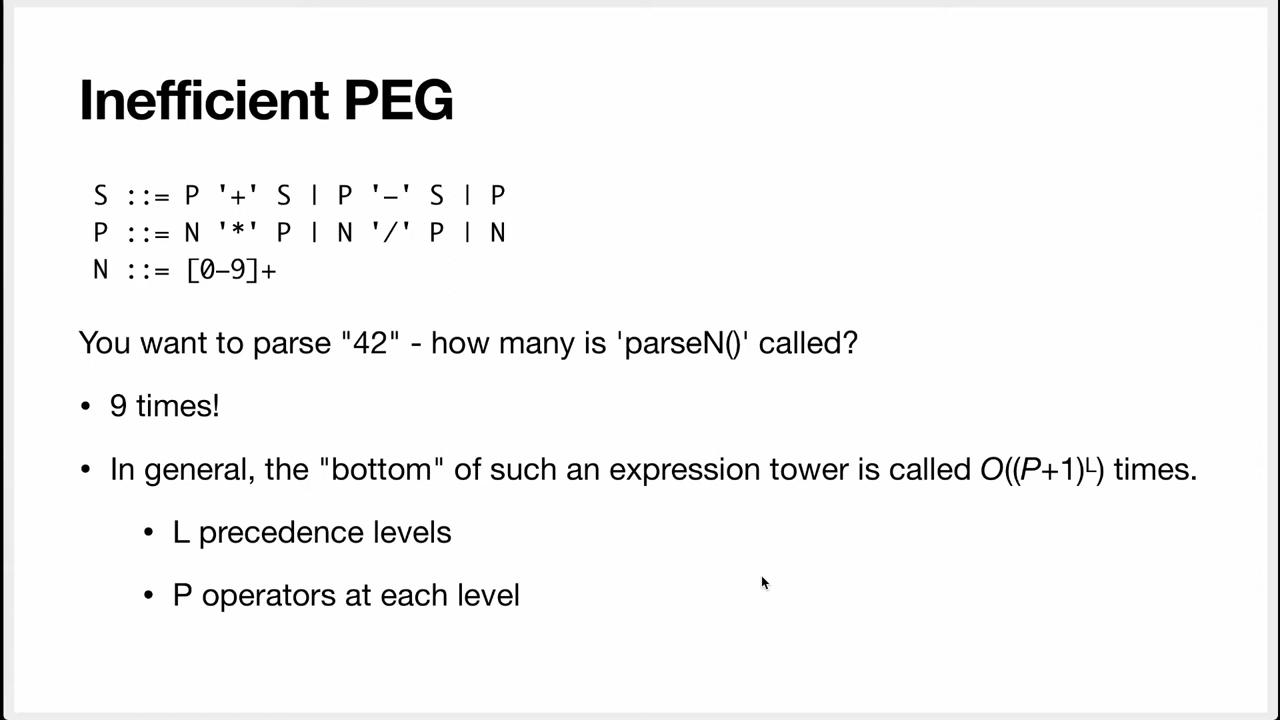 Inefficient PEG
S ::= P '+' S | P '-' S | P
P ::= N '*' P | N '/' P | N
N ::= [0-9]+
You want to parse "42" - how many is 'parseN()' called?
• 9 times!
• In general, the "bottom" of such an expression tower is called O((P+1)ᴸ) times.
• L precedence levels
• P operators at each level